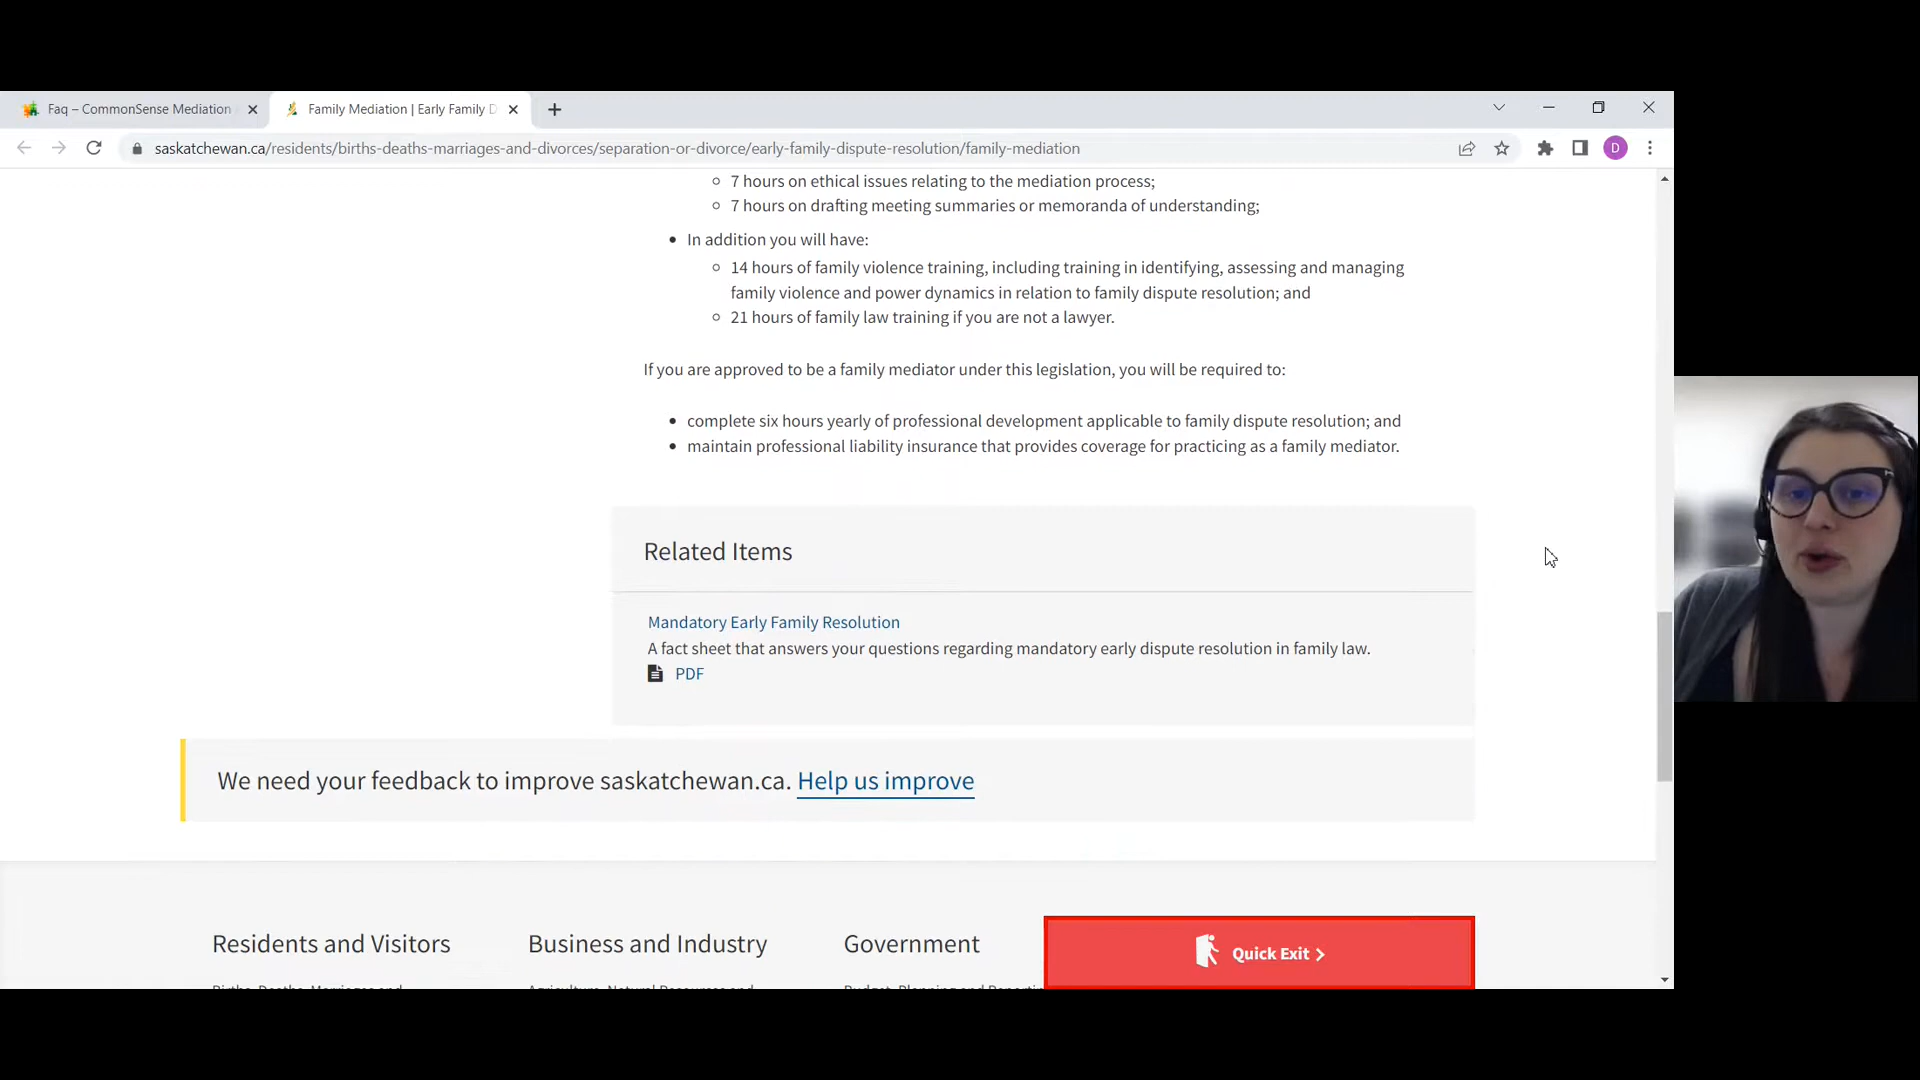 Faq – CommonSense Mediation
Family Mediation | Early Family D
saskatchewan.ca/residents/births-deaths-marriages-and-divorces/separation-or-divorce/early-family-dispute-resolution/family-mediation
D
7 hours on ethical issues relating to the mediation process;
7 hours on drafting meeting summaries or memoranda of understanding;
In addition you will have:
14 hours of family violence training, including training in identifying, assessing and managing
family violence and power dynamics in relation to family dispute resolution; and
21 hours of family law training if you are not a lawyer.
If you are approved to be a family mediator under this legislation, you will be required to:
complete six hours yearly of professional development applicable to family dispute resolution; and
maintain professional liability insurance that provides coverage for practicing as a family mediator.
Related Items
Mandatory Early Family Resolution
A fact sheet that answers your questions regarding mandatory early dispute resolution in family law.
PDF
We need your feedback to improve saskatchewan.ca. Help us improve
Residents and Visitors
Business and Industry
Government
Quick Exit >